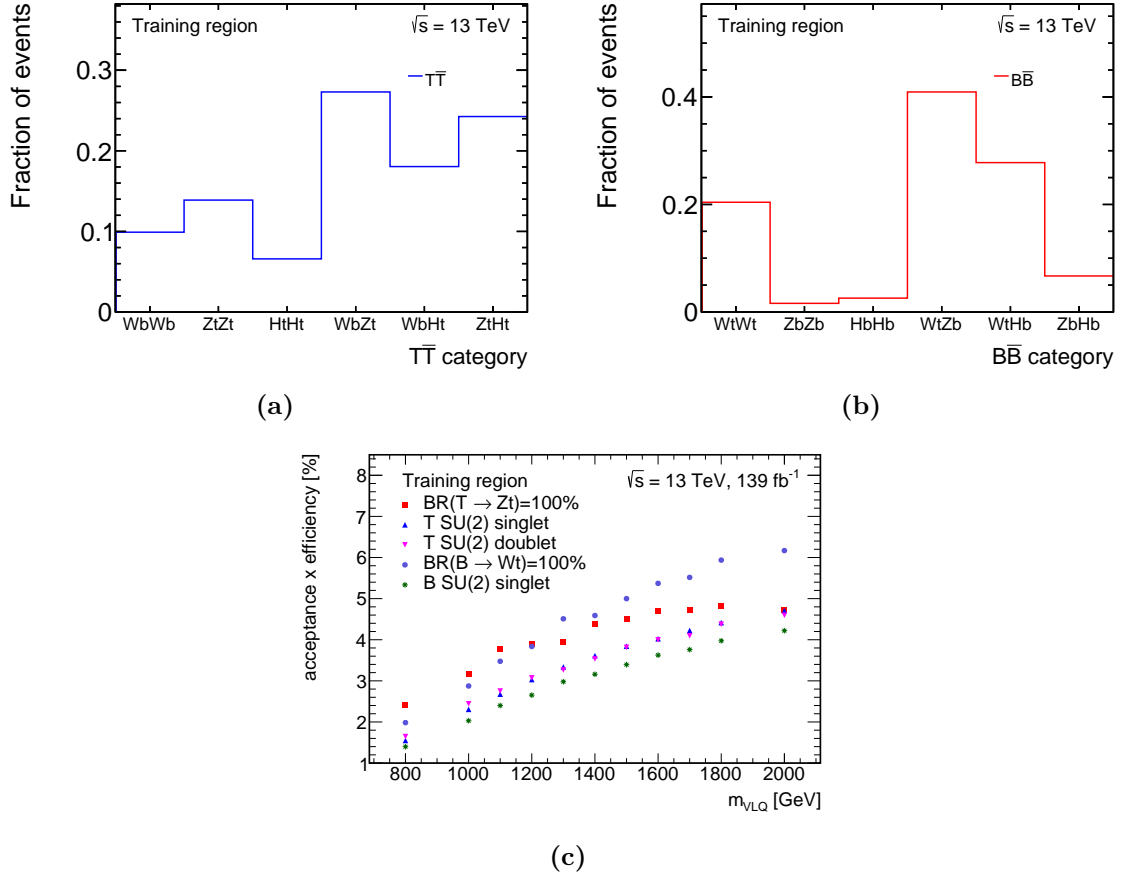 Training region
√s = 13 TeV
TT̅
Fraction of events
0.3
0.2
0.1
0
WbWb ZtZt HtHt WbZt WbHt ZtHt
TT̅ category
(a)
Training region
√s = 13 TeV
BB̅
Fraction of events
0.4
0.2
0
WtWt ZbZb HbHb WtZb WtHb ZbHb
BB̅ category
(b)
Training region
√s = 13 TeV, 139 fb⁻¹
BR(T → Zt)=100%
T SU(2) singlet
T SU(2) doublet
BR(B → Wt)=100%
B SU(2) singlet
acceptance x efficiency [%]
8
7
6
5
4
3
2
1
800 1000 1200 1400 1600 1800 2000
m_VLQ [GeV]
(c)